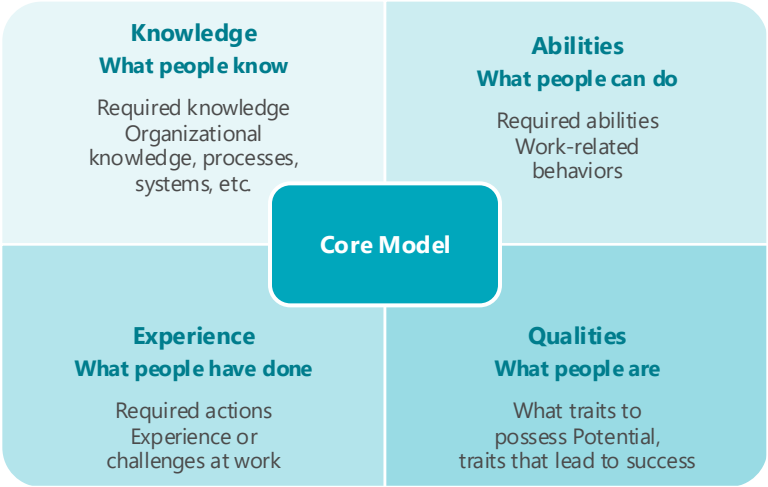 Knowledge
What people know
Required knowledge
Organizational
knowledge, processes,
systems, etc.
Abilities
What people can do
Required abilities
Work-related
behaviors
Core Model
Experience
What people have done
Required actions
Experience or
challenges at work
Qualities
What people are
What traits to
possess Potential,
traits that lead to success